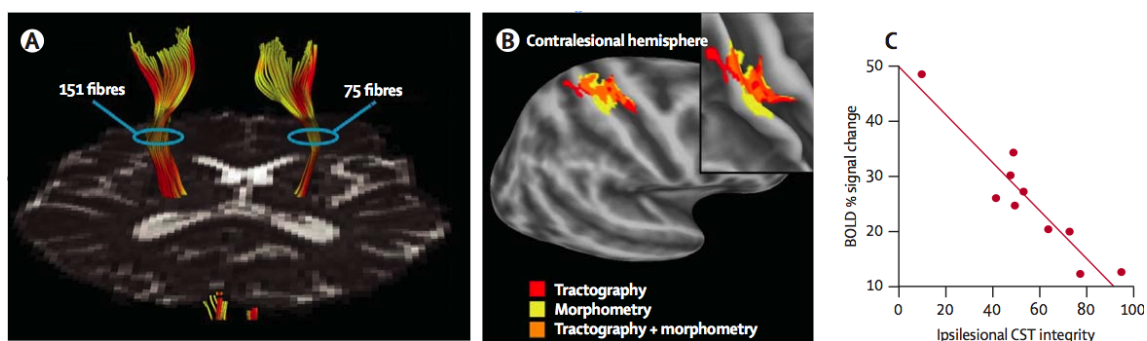 A
151 fibres
75 fibres
B
Contralesional hemisphere
Tractography
Morphometry
Tractography + morphometry
C
BOLD % signal change
50
40
30
20
10
0
20
40
60
80
100
Ipsilesional CST integrity